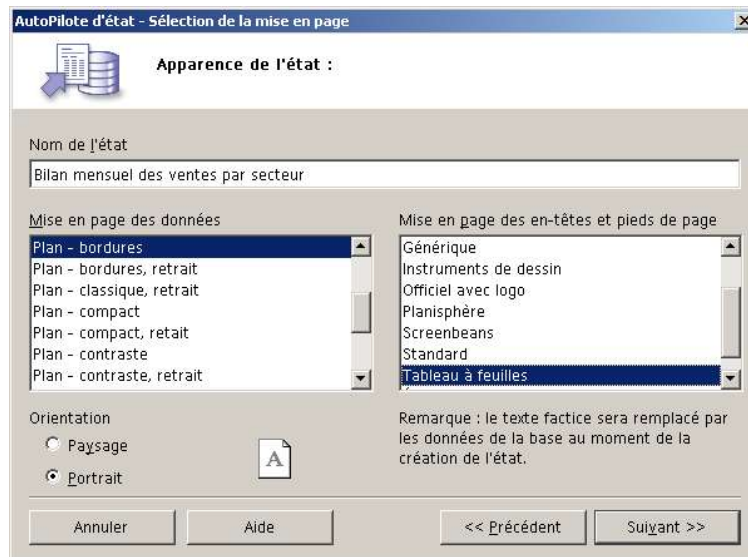 AutoPilote d'état - Sélection de la mise en page
Apparence de l'état :
Nom de l'état
Bilan mensuel des ventes par secteur
Mise en page des données
Plan - bordures
Plan - bordures, retrait
Plan - classique, retrait
Plan - compact
Plan - compact, retait
Plan - contraste
Plan - contraste, retrait
Mise en page des en-têtes et pieds de page
Générique
Instruments de dessin
Officiel avec logo
Planisphère
Screenbeans
Standard
Tableau à feuilles
Orientation
Paysage
Portrait
A
Remarque : le texte factice sera remplacé par
les données de la base au moment de la
création de l'état.
Annuler
Aide
<< Précédent
Suivant >>